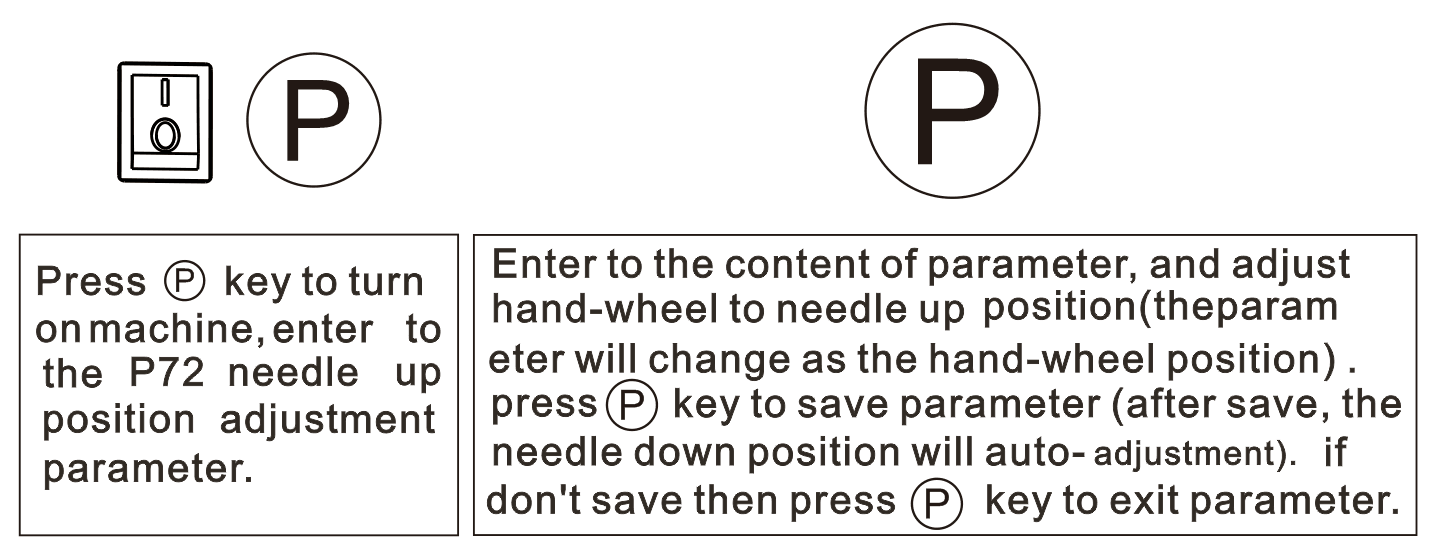 P
P
Press Ⓟ key to turn
on machine, enter to
the P72 needle up
position adjustment
parameter.
Enter to the content of parameter, and adjust
hand-wheel to needle up position(theparam
eter will change as the hand-wheel position) .
press Ⓟ key to save parameter (after save, the
needle down position will auto- adjustment). if
don't save then press Ⓟ key to exit parameter.